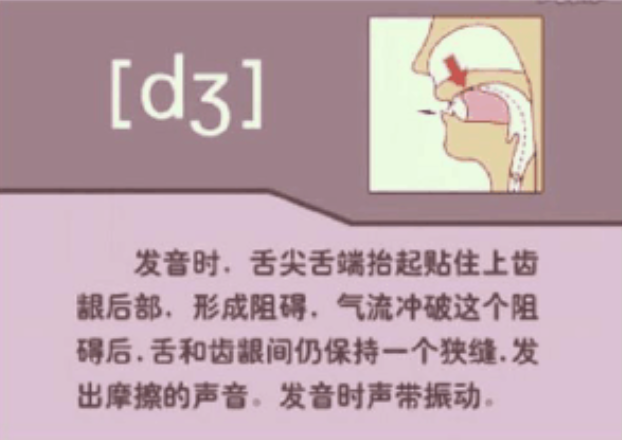 [dʒ]
发音时.舌尖舌端抬起贴住上齿
龈后部.形成阻碍.气流冲破这个阻
碍后.舌和齿龈间仍保持一个狭缝.发
出摩擦的声音。发音时声带振动。